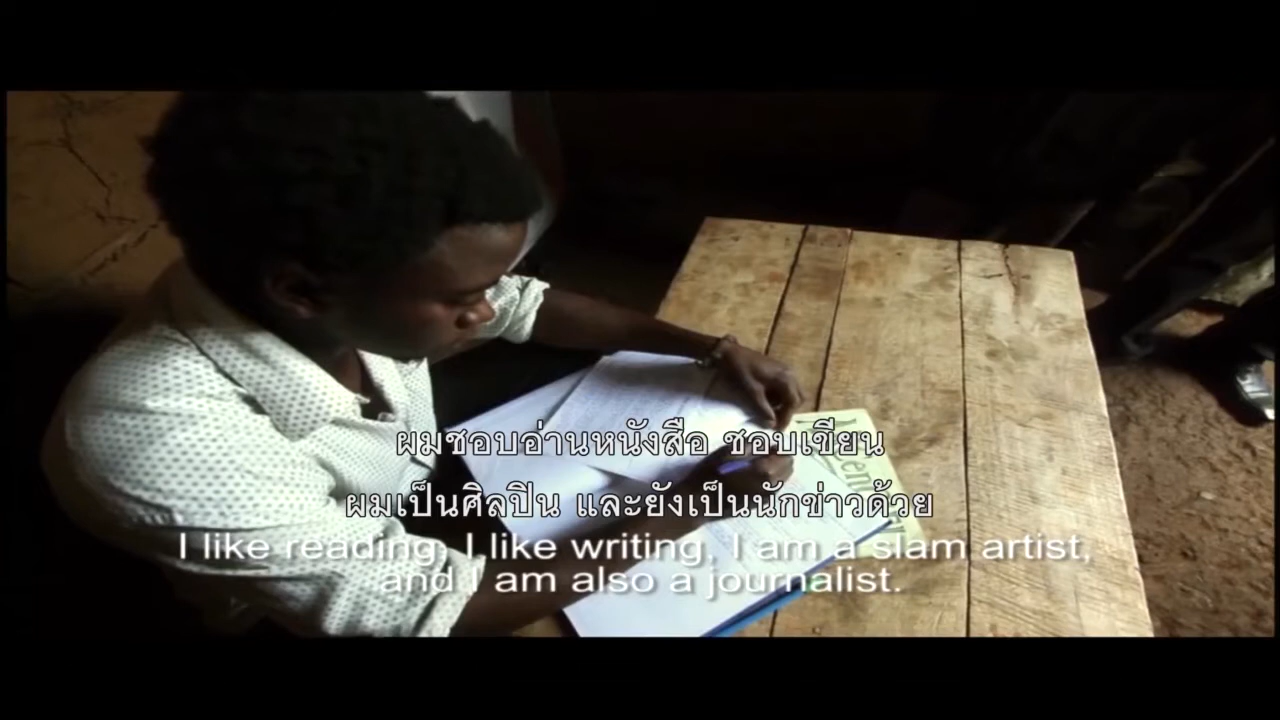 ผมชอบอ่านหนังสือ ชอบเขียน
ผมเป็นศิลปิน และยังเป็นนักข่าวด้วย
I like reading, I like writing, I am a slam artist,
and I am also a journalist.